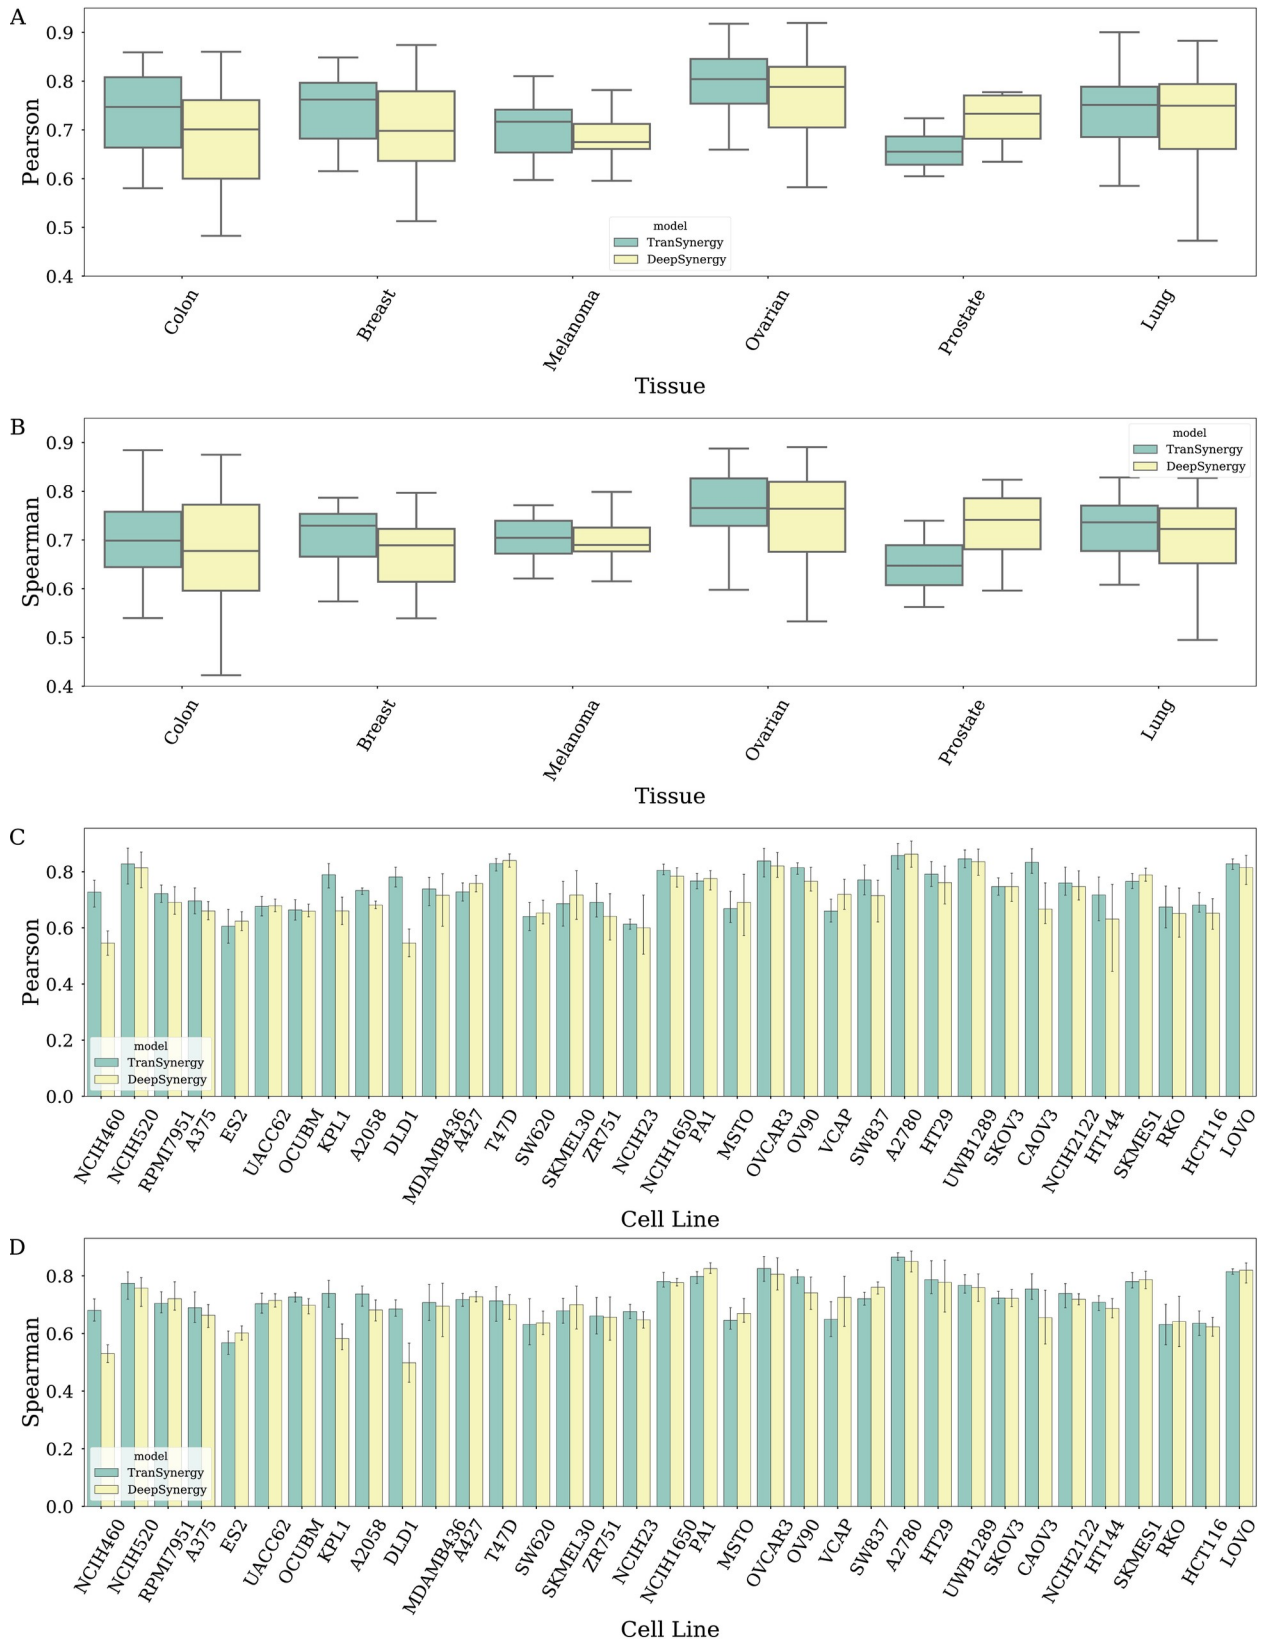 A
Pearson
0.9
0.8
0.7
0.6
0.5
0.4
model
TranSynergy
DeepSynergy
Colon
Breast
Melanoma
Ovarian
Prostate
Lung
Tissue
B
Spearman
0.9
0.8
0.7
0.6
0.5
0.4
model
TranSynergy
DeepSynergy
Colon
Breast
Melanoma
Ovarian
Prostate
Lung
Tissue
C
Pearson
0.8
0.6
0.4
0.2
0.0
model
TranSynergy
DeepSynergy
NCIH460
NCIH520
RPMI7951
A375
ES2
UACC62
OCUBM
KPL1
A2058
DLD1
MDAMB436
A427
T47D
SW620
SKMEL30
ZR751
NCIH23
NCIH1650
PA1
MSTO
OVCAR3
OV90
VCAP
SW837
A2780
HT29
UWB1289
SKOV3
CAOV3
NCIH2122
HT144
SKMES1
RKO
HCT116
LOVO
Cell Line
D
Spearman
0.8
0.6
0.4
0.2
0.0
model
TranSynergy
DeepSynergy
NCIH460
NCIH520
RPMI7951
A375
ES2
UACC62
OCUBM
KPL1
A2058
DLD1
MDAMB436
A427
T47D
SW620
SKMEL30
ZR751
NCIH23
NCIH1650
PA1
MSTO
OVCAR3
OV90
VCAP
SW837
A2780
HT29
UWB1289
SKOV3
CAOV3
NCIH2122
HT144
SKMES1
RKO
HCT116
LOVO
Cell Line